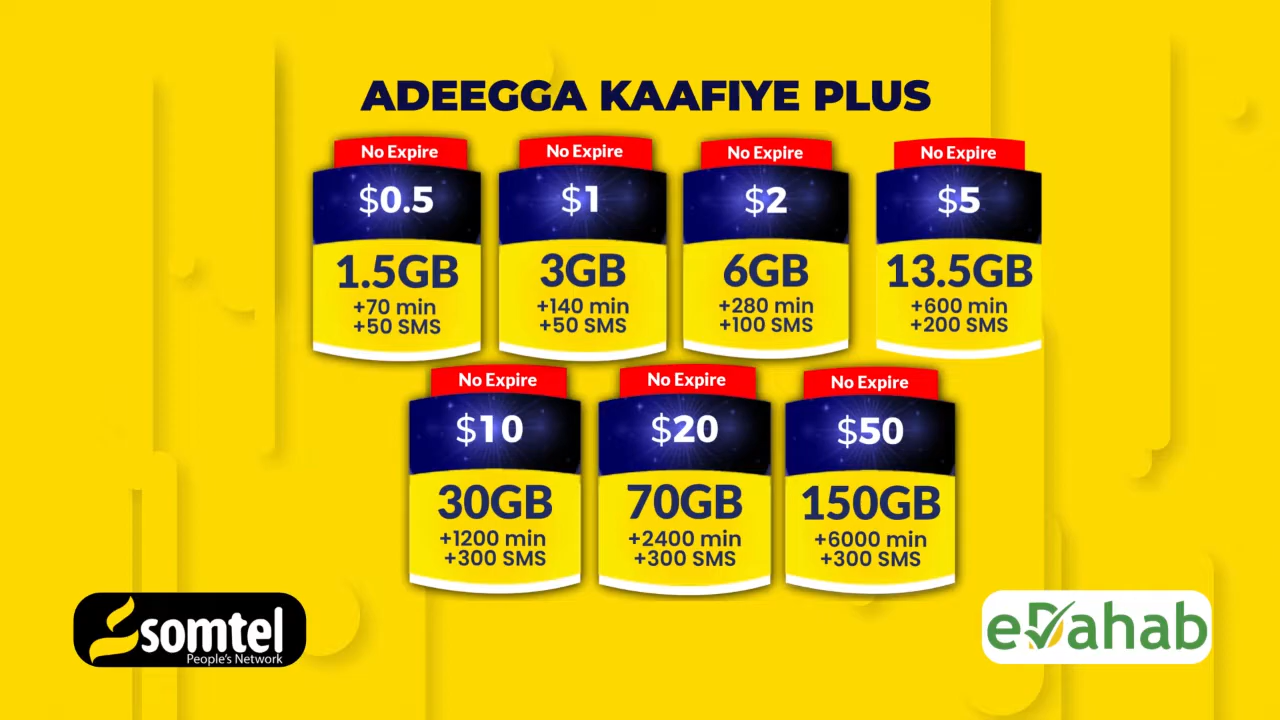 ADEEGGA KAAFIYE PLUS
No Expire
$0.5
1.5GB
+70 min
+50 SMS
No Expire
$1
3GB
+140 min
+50 SMS
No Expire
$2
6GB
+280 min
+100 SMS
No Expire
$5
13.5GB
+600 min
+200 SMS
No Expire
$10
30GB
+1200 min
+300 SMS
No Expire
$20
70GB
+2400 min
+300 SMS
No Expire
$50
150GB
+6000 min
+300 SMS
somtel
People's Network
eDahab